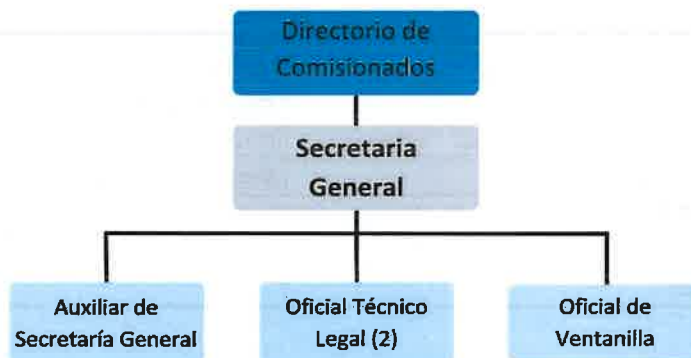 Directorio de
Comisionados
Secretaria
General
Auxiliar de
Secretaría General
Oficial Técnico
Legal (2)
Oficial de
Ventanilla